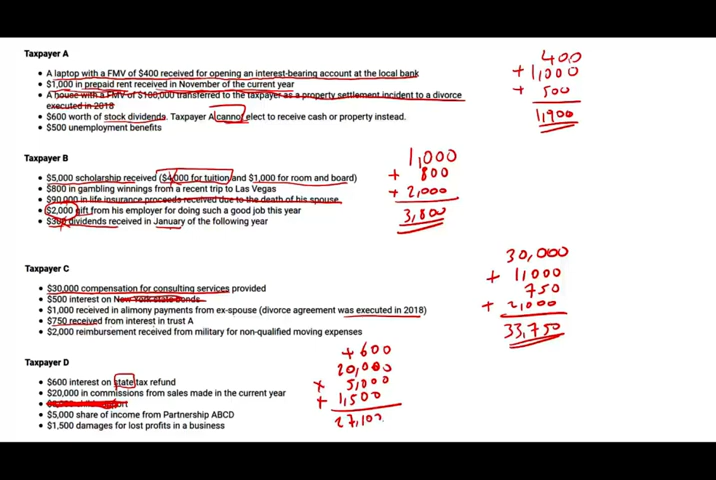 Taxpayer A
• A laptop with a FMV of $400 received for opening an interest-bearing account at the local bank
• $1,000 in prepaid rent received in November of the current year
• A house with a FMV of $100,000 transferred to the taxpayer as a property settlement incident to a divorce
executed in 2018
• $600 worth of stock dividends. Taxpayer A cannot elect to receive cash or property instead.
• $500 unemployment benefits
400
+ 1,000
+ 500
1,900
Taxpayer B
• $5,000 scholarship received ($4,000 for tuition and $1,000 for room and board)
• $800 in gambling winnings from a recent trip to Las Vegas
• $90,000 in life insurance proceeds received due to the death of his spouse
• $2,000 gift from his employer for doing such a good job this year
• $300 dividends received in January of the following year
1,000
+ 800
+ 2,000
3,800
Taxpayer C
• $30,000 compensation for consulting services provided
• $500 interest on New York state bonds
• $1,000 received in alimony payments from ex-spouse (divorce agreement was executed in 2018)
• $750 received from interest in trust A
• $2,000 reimbursement received from military for non-qualified moving expenses
30,000
+ 1,000
750
+ 2,000
33,750
Taxpayer D
• $600 interest on state tax refund
• $20,000 in commissions from sales made in the current year
• child support
• $5,000 share of income from Partnership ABCD
• $1,500 damages for lost profits in a business
+ 600
20,000
5,000
+ 1,500
27,10